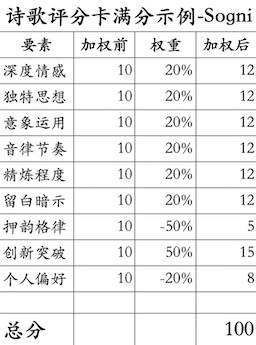 诗歌评分卡满分示例-Sogni
要素 加权前 权重 加权后
深度情感 10 20% 12
独特思想 10 20% 12
意象运用 10 20% 12
音律节奏 10 20% 12
精炼程度 10 20% 12
留白暗示 10 20% 12
押韵格律 10 -50% 5
创新突破 10 50% 15
个人偏好 10 -20% 8
总分 100